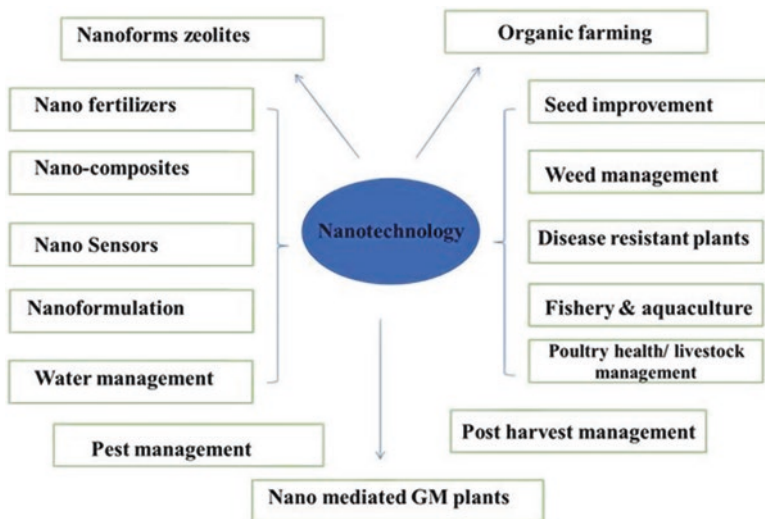 Nanoforms zeolites
Organic farming
Nano fertilizers
Nano-composites
Nano Sensors
Nanoformulation
Water management
Pest management
Nanotechnology
Seed improvement
Weed management
Disease resistant plants
Fishery & aquaculture
Poultry health/ livestock
management
Post harvest management
Nano mediated GM plants